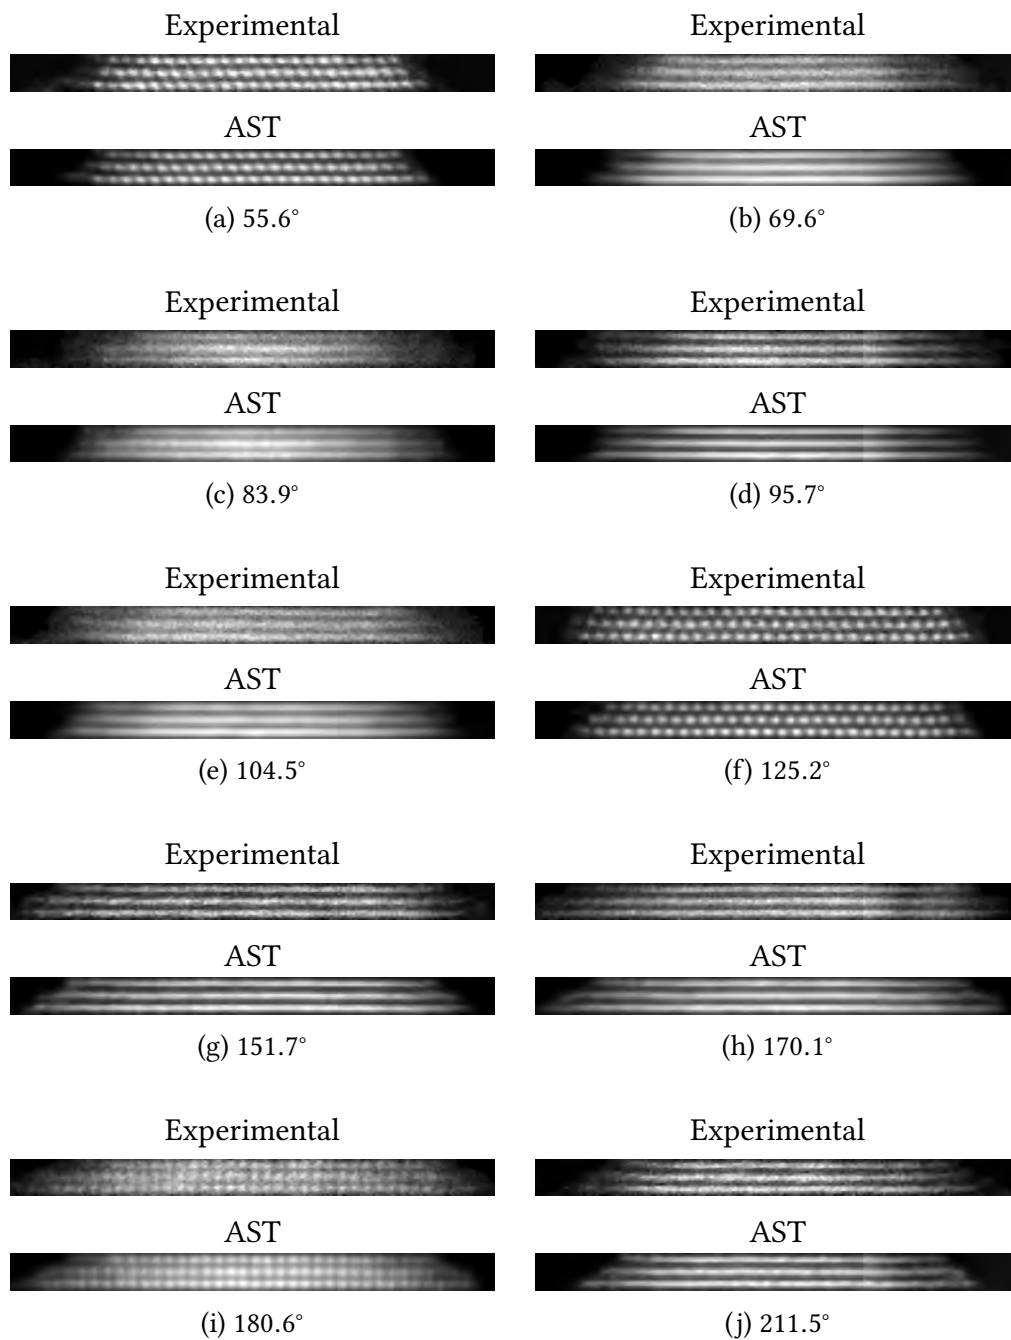 Experimental
Experimental
AST
AST
(a) 55.6°
(b) 69.6°
Experimental
Experimental
AST
AST
(c) 83.9°
(d) 95.7°
Experimental
Experimental
AST
AST
(e) 104.5°
(f) 125.2°
Experimental
Experimental
AST
AST
(g) 151.7°
(h) 170.1°
Experimental
Experimental
AST
AST
(i) 180.6°
(j) 211.5°